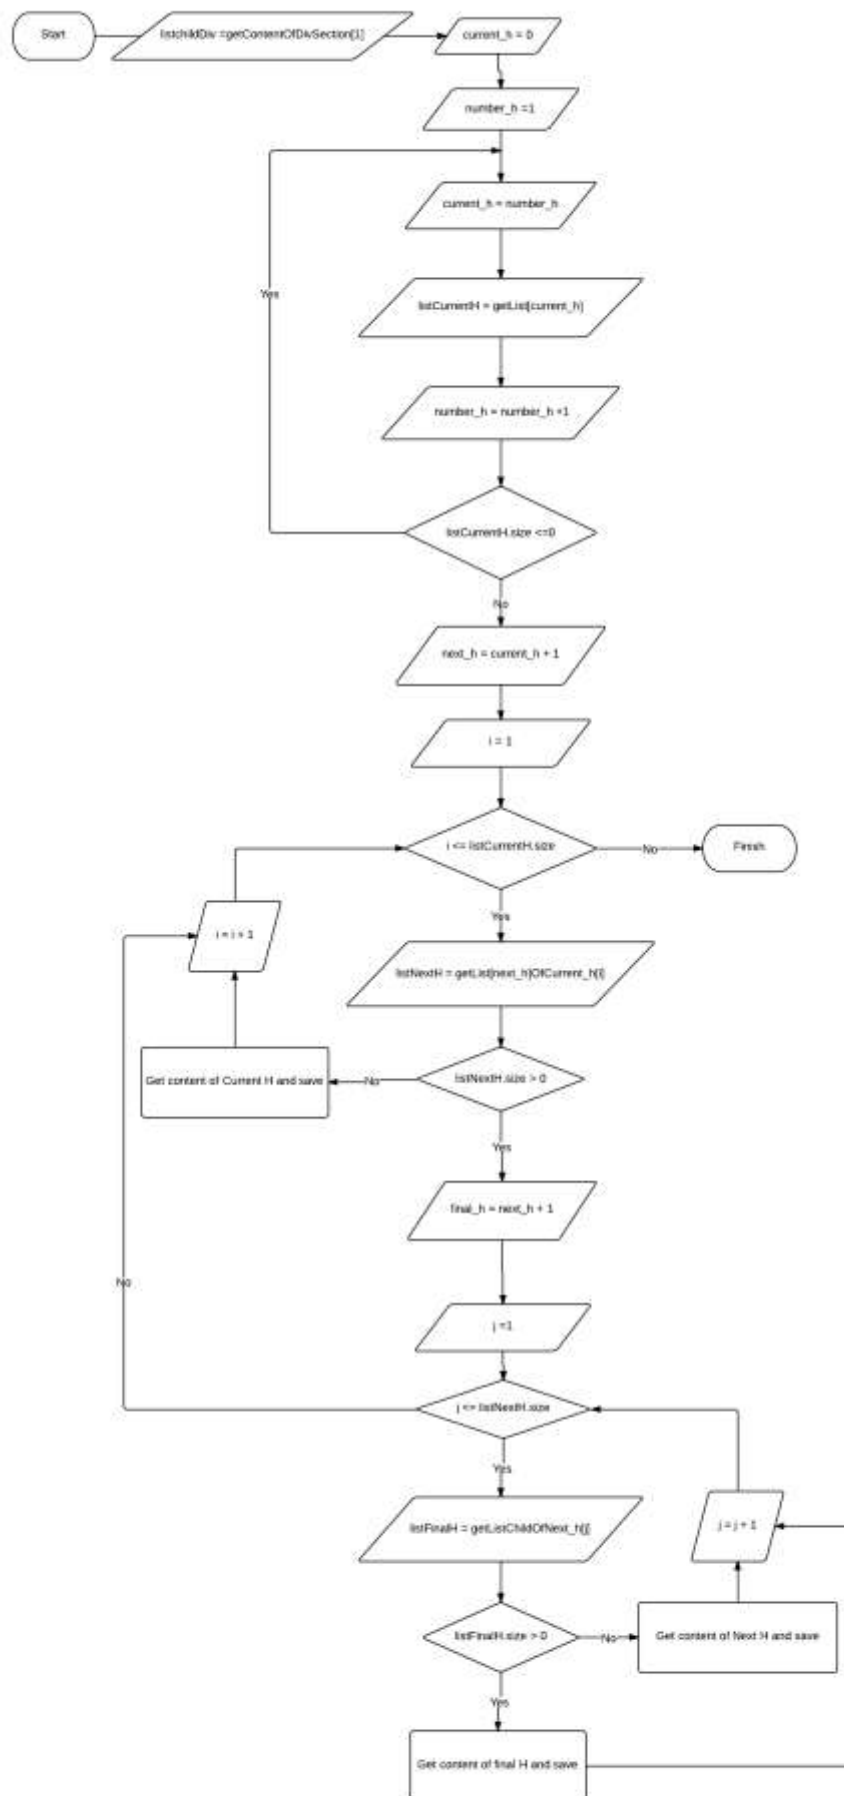 Start
listchildDiv =getContentOfDivSection[1]
current_h = 0
number_h =1
current_h = number_h
Yes
listCurrentH = getList[current_h]
number_h = number_h +1
listCurrentH.size <=0
No
next_h = current_h + 1
i = 1
i <= listCurrentH.size
No
Finish
Yes
i = i + 1
listNextH = getList[next_h]OfCurrent_h[i]
Get content of Current H and save
No
listNextH.size > 0
Yes
final_h = next_h + 1
No
j =1
j <= listNextH.size
Yes
listFinalH = getListChildOfNext_h[j]
j = j + 1
listFinalH.size > 0
No
Get content of Next H and save
Yes
Get content of final H and save